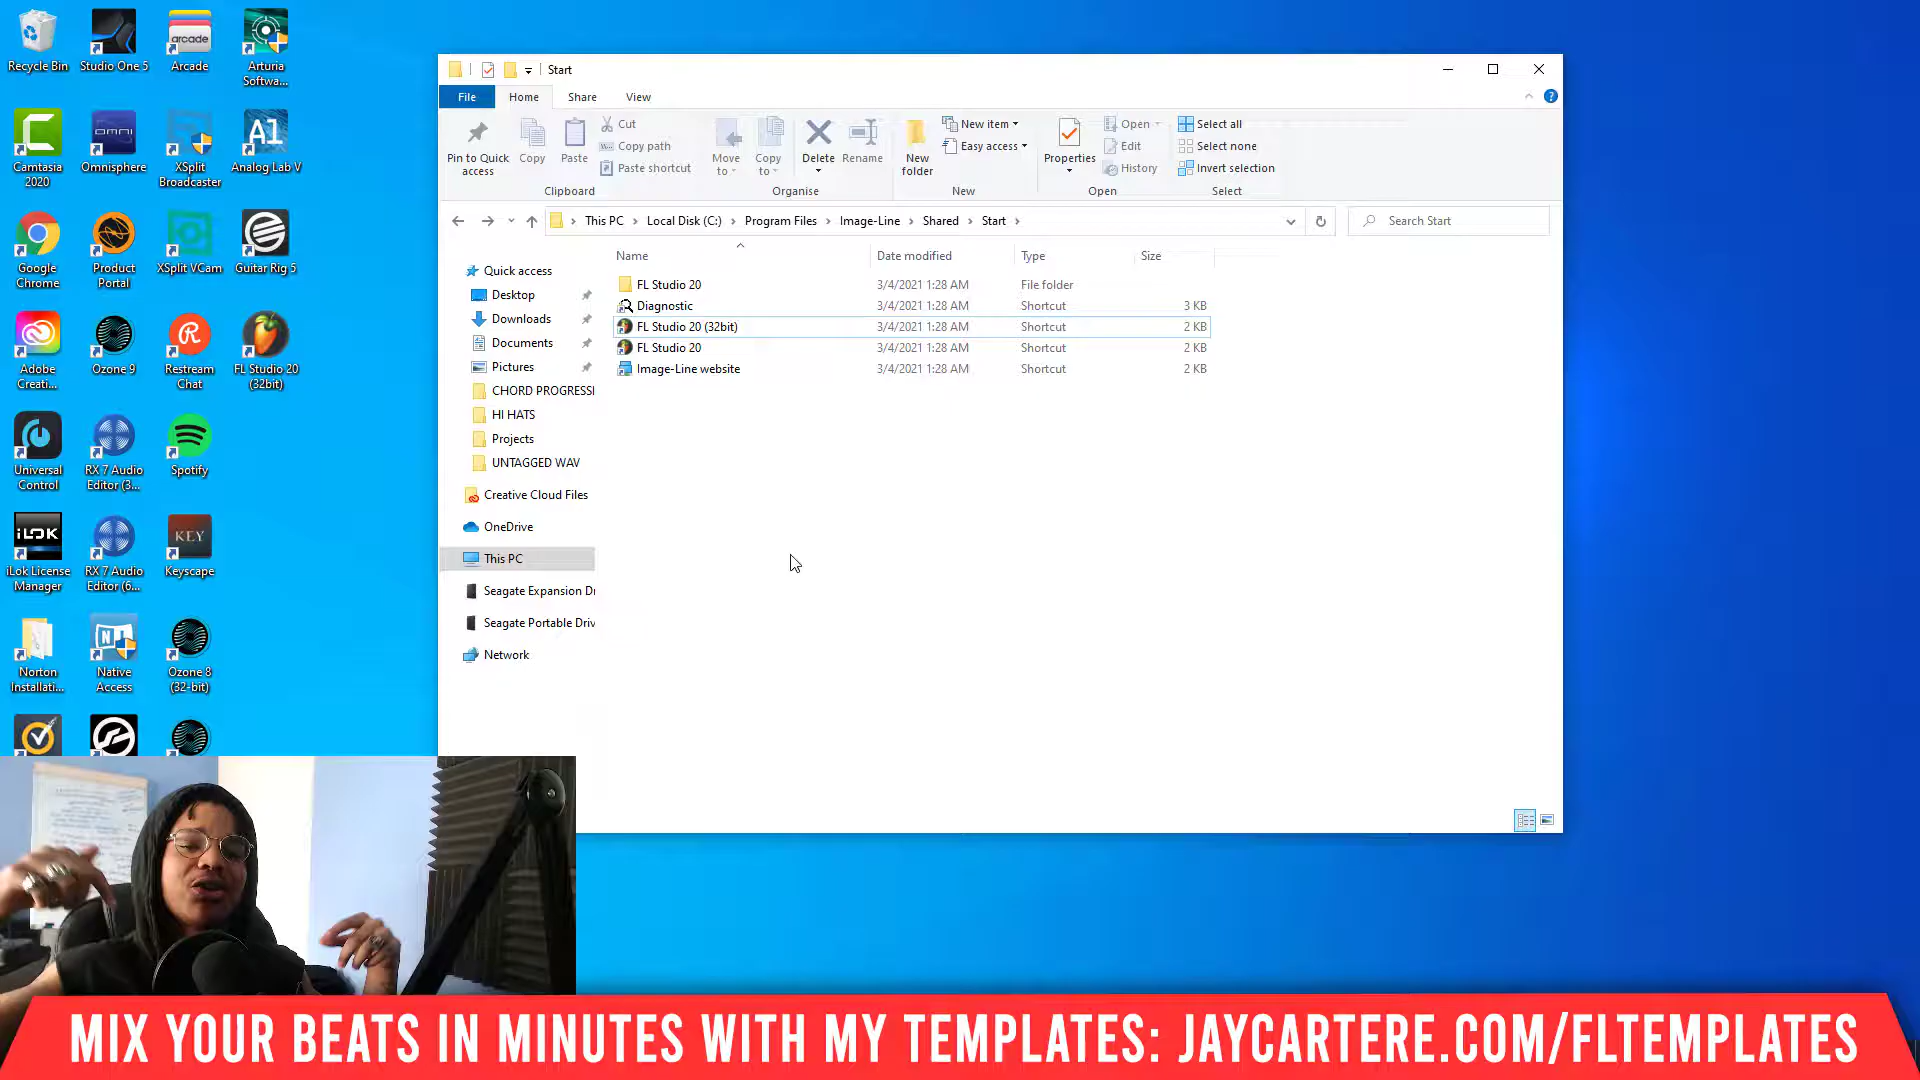 Recycle Bin
Studio One 5
Arcade
Arturia
Softwa...
Camtasia
2020
Omnisphere
XSplit
Broadcaster
Analog Lab V
Google
Chrome
Product
Portal
XSplit VCam
Guitar Rig 5
Adobe
Creati...
Ozone 9
Restream
Chat
FL Studio 20
(32bit)
Universal
Control
RX 7 Audio
Editor (3...
Spotify
iLok License
Manager
RX 7 Audio
Editor (6...
Keyscape
Norton
Installati...
Native
Access
Ozone 8
(32-bit)
arcade
OMNI
A1
iLOK
KEY
Start
File
Home
Share
View
Pin to Quick
access
Copy
Paste
Cut
Copy path
Paste shortcut
Clipboard
Move
to
Copy
to
Delete
Rename
Organise
New
folder
New item
Easy access
New
Properties
Open
Edit
History
Open
Select all
Select none
Invert selection
Select
This PC > Local Disk (C:) > Program Files > Image-Line > Shared > Start >
Search Start
Quick access
Desktop
Downloads
Documents
Pictures
CHORD PROGRESSI
HI HATS
Projects
UNTAGGED WAV
Creative Cloud Files
OneDrive
This PC
Seagate Expansion Dr
Seagate Portable Driv
Network
Name Date modified Type Size
FL Studio 20 3/4/2021 1:28 AM File folder
Diagnostic 3/4/2021 1:28 AM Shortcut 3 KB
FL Studio 20 (32bit) 3/4/2021 1:28 AM Shortcut 2 KB
FL Studio 20 3/4/2021 1:28 AM Shortcut 2 KB
Image-Line website 3/4/2021 1:28 AM Shortcut 2 KB
MIX YOUR BEATS IN MINUTES WITH MY TEMPLATES: JAYCARTERE.COM/FLTEMPLATES